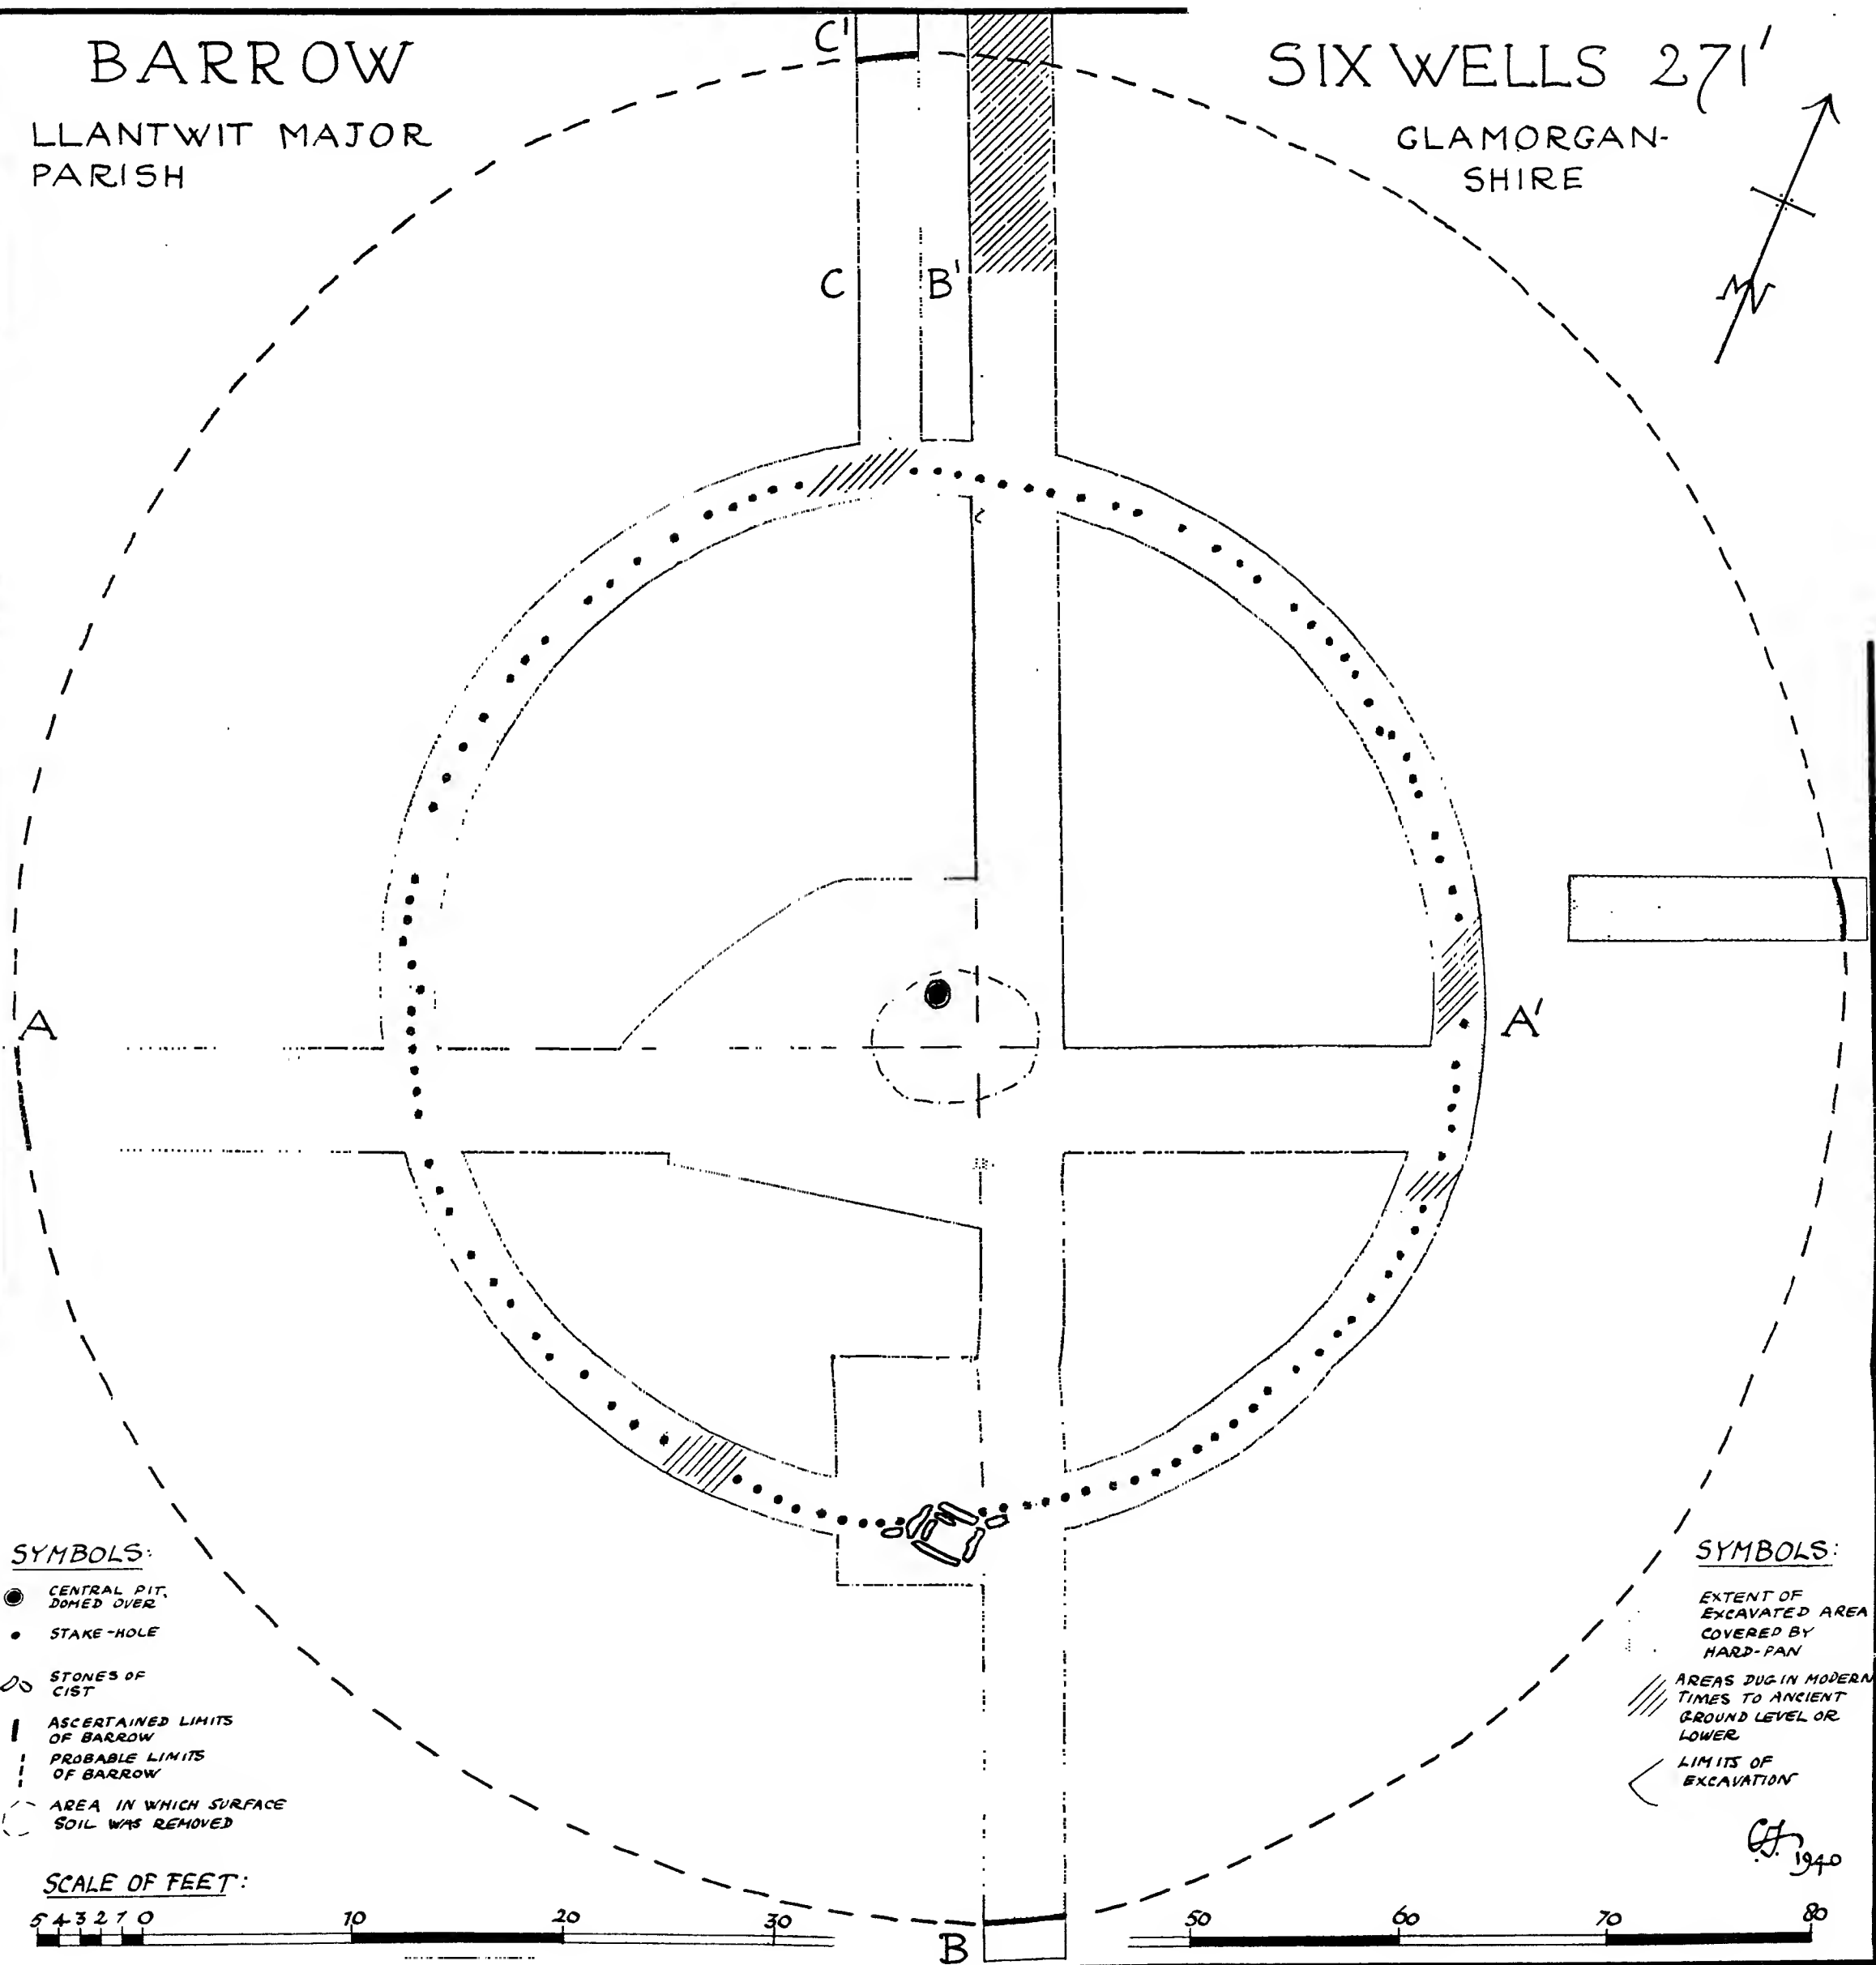 BARROW
LLANTWIT MAJOR
PARISH
SIX WELLS 271'
GLAMORGAN-
SHIRE
N
C'
C
B'
A
A'
B
SYMBOLS:
CENTRAL PIT,
DOMED OVER
STAKE-HOLE
STONES OF
CIST
ASCERTAINED LIMITS
OF BARROW
PROBABLE LIMITS
OF BARROW
AREA IN WHICH SURFACE
SOIL WAS REMOVED
SCALE OF FEET:
5 4 3 2 1 0 10 20 30 50 60 70 80
SYMBOLS:
EXTENT OF
EXCAVATED AREA
COVERED BY
HARD-PAN
AREAS DUG IN MODERN
TIMES TO ANCIENT
GROUND LEVEL OR
LOWER
LIMITS OF
EXCAVATION
1940